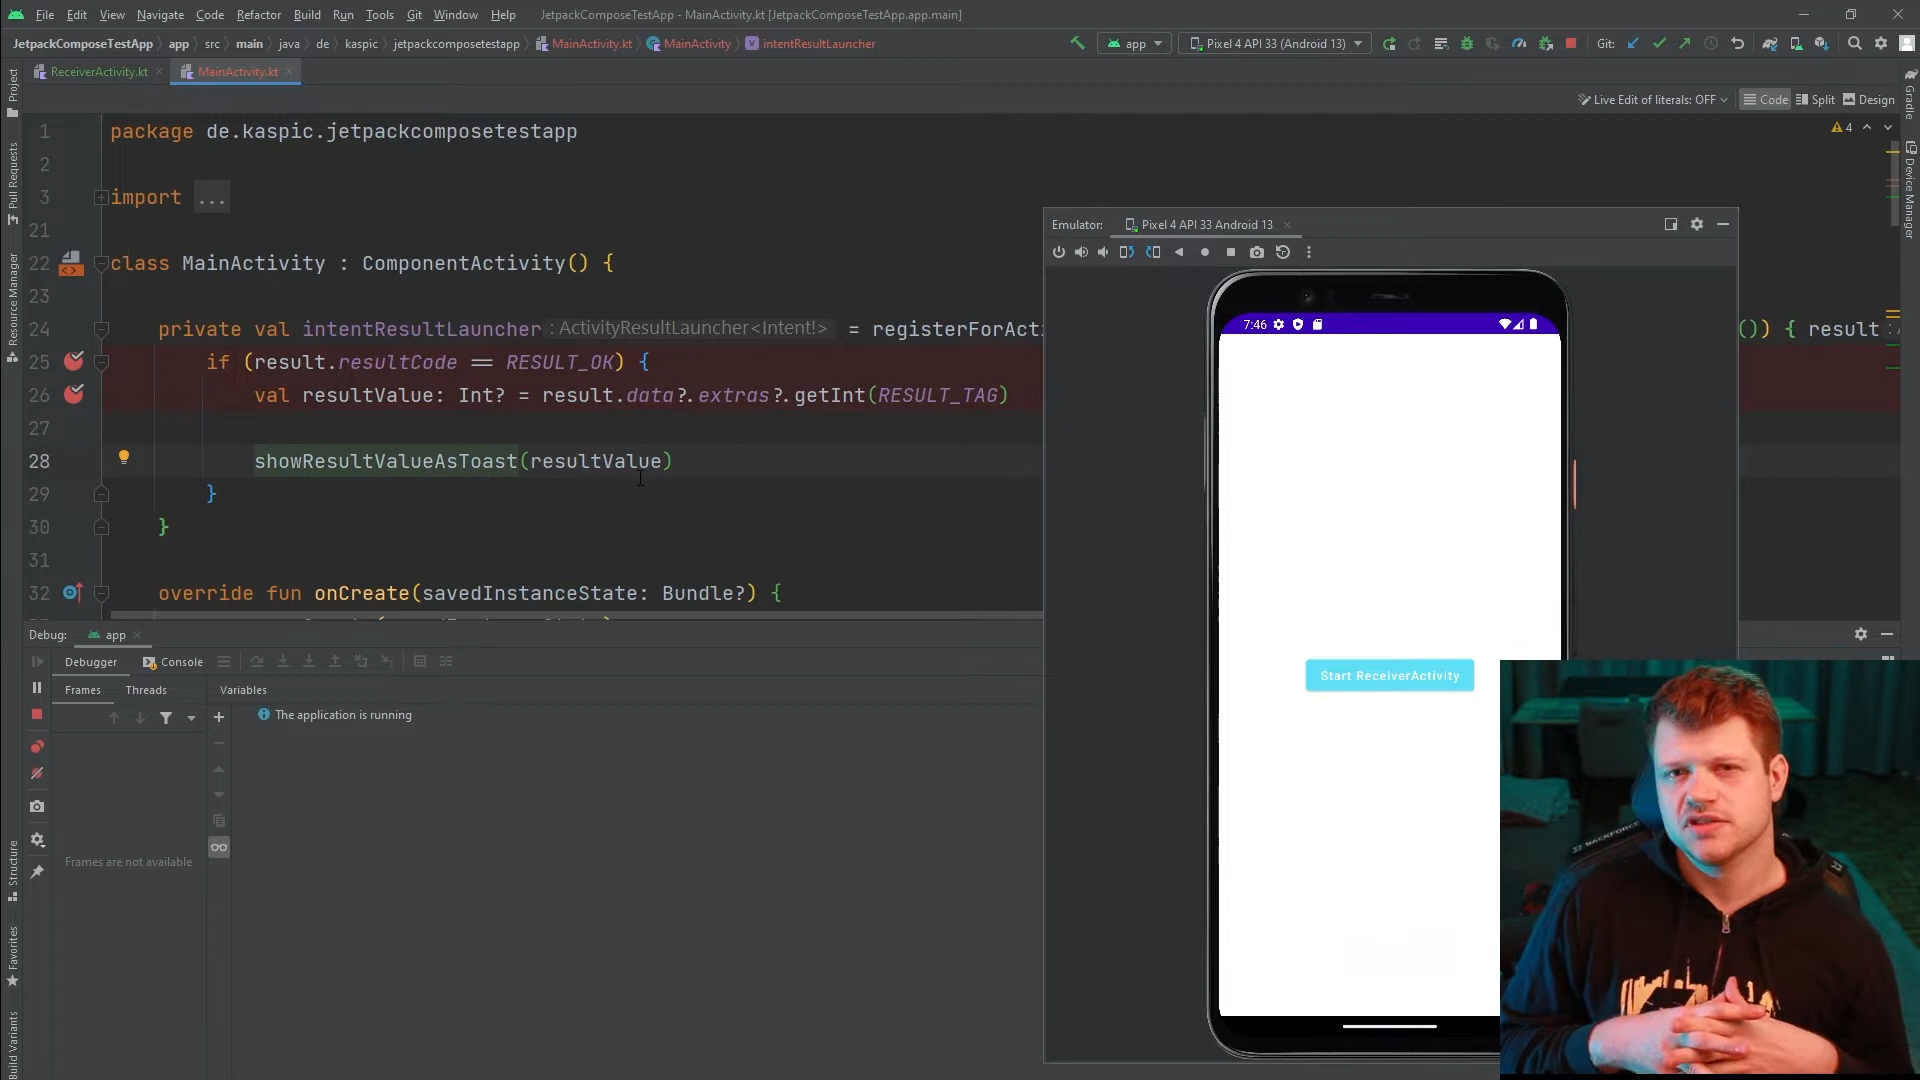 File Edit View Navigate Code Refactor Build Run Tools Git Window Help JetpackComposeTestApp - MainActivity.kt [JetpackComposeTestApp.app.main]
JetpackComposeTestApp app src main java de kaspic jetpackcomposetestapp MainActivity.kt MainActivity intentResultLauncher app Pixel 4 API 33 (Android 13) Git:
ReceiverActivity.kt MainActivity.kt
Live Edit of literals: OFF Code Split Design
4
1 package de.kaspic.jetpackcomposetestapp
2
3 import ...
21
22 class MainActivity : ComponentActivity() {
23
24 private val intentResultLauncher : ActivityResultLauncher<Intent!> = registerForActi ()) { result :
25 if (result.resultCode == RESULT_OK) {
26 val resultValue: Int? = result.data?.extras?.getInt(RESULT_TAG)
27
28 showResultValueAsToast(resultValue)
29 }
30 }
31
32 override fun onCreate(savedInstanceState: Bundle?) {
Emulator: Pixel 4 API 33 Android 13
7:46
Start ReceiverActivity
Debug: app
Debugger Console
Frames Threads Variables
The application is running
Frames are not available
Project
Pull Requests
Resource Manager
Structure
Favorites
Build Variants
Gradle
Device Manager
BACKFORCE